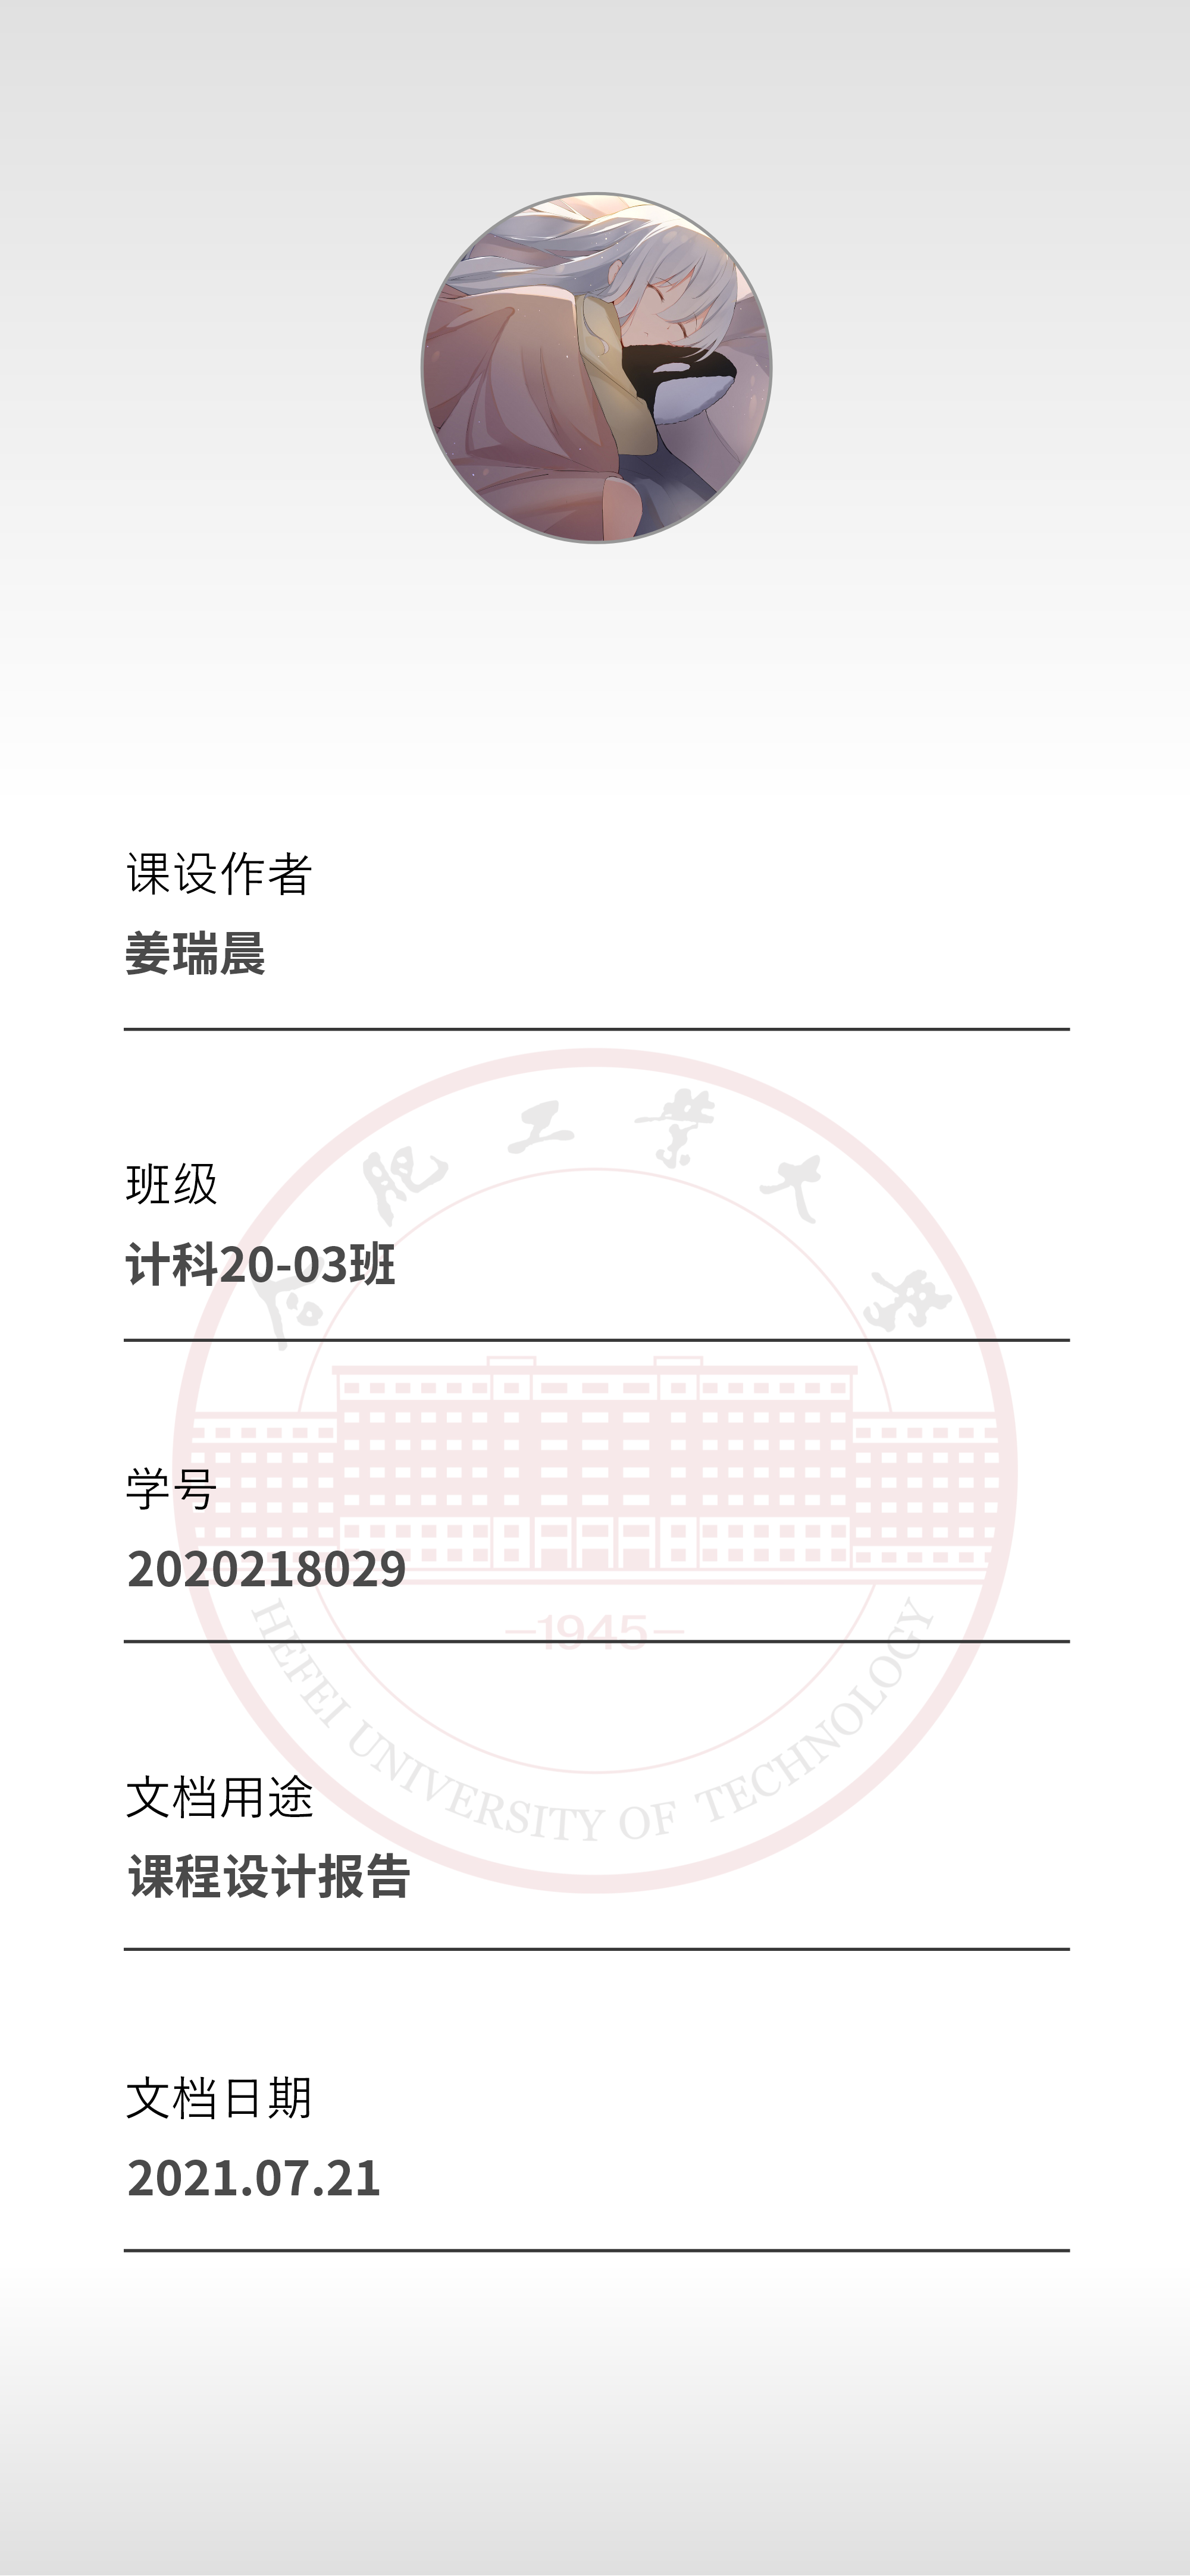 课设作者
姜瑞晨
合肥工業大學
班级
计科20-03班
学号
2020218029
1945
HEFEI UNIVERSITY OF TECHNOLOGY
文档用途
课程设计报告
文档日期
2021.07.21